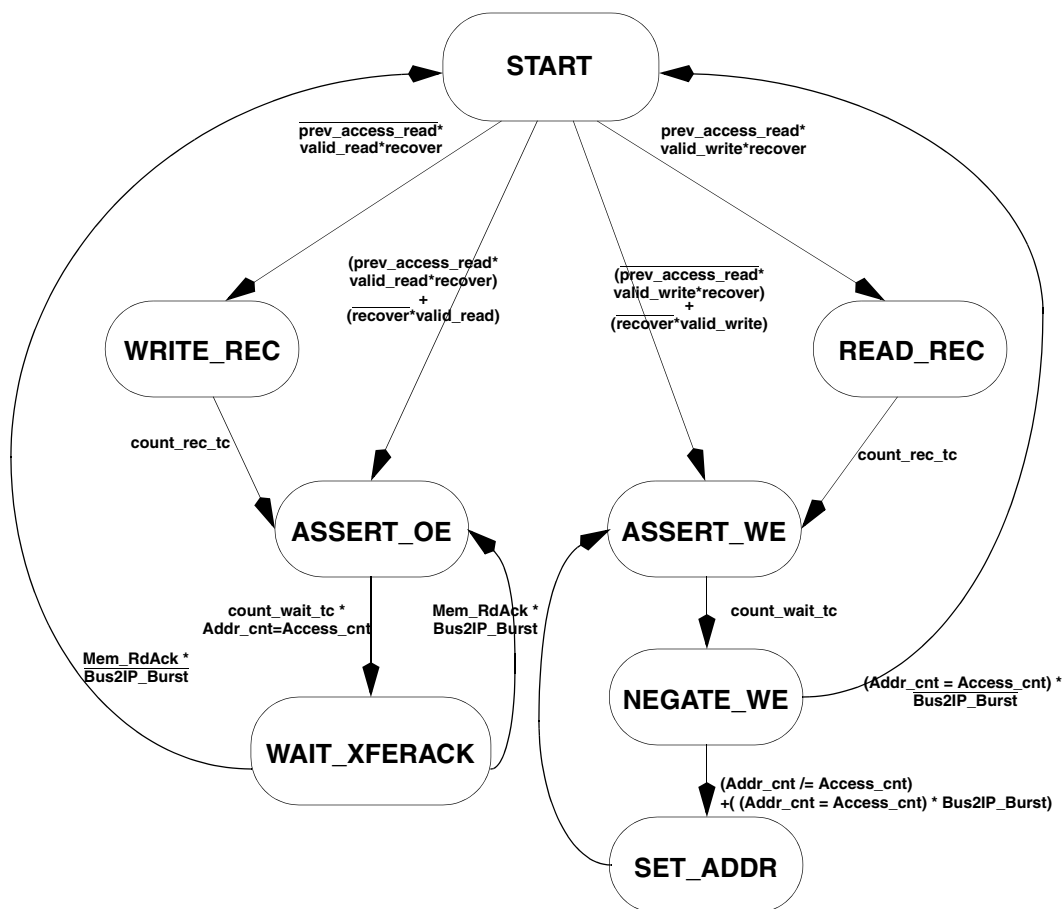 START
prev_access_read*
valid_read*recover
prev_access_read*
valid_write*recover
(prev_access_read*
valid_read*recover)
+
(recover*valid_read)
(prev_access_read*
valid_write*recover)
+
(recover*valid_write)
WRITE_REC
READ_REC
count_rec_tc
count_rec_tc
ASSERT_OE
ASSERT_WE
count_wait_tc *
Addr_cnt=Access_cnt
Mem_RdAck *
Bus2IP_Burst
count_wait_tc
Mem_RdAck *
Bus2IP_Burst
NEGATE_WE
(Addr_cnt = Access_cnt) *
Bus2IP_Burst
WAIT_XFERACK
(Addr_cnt /= Access_cnt)
+( (Addr_cnt = Access_cnt) * Bus2IP_Burst)
SET_ADDR